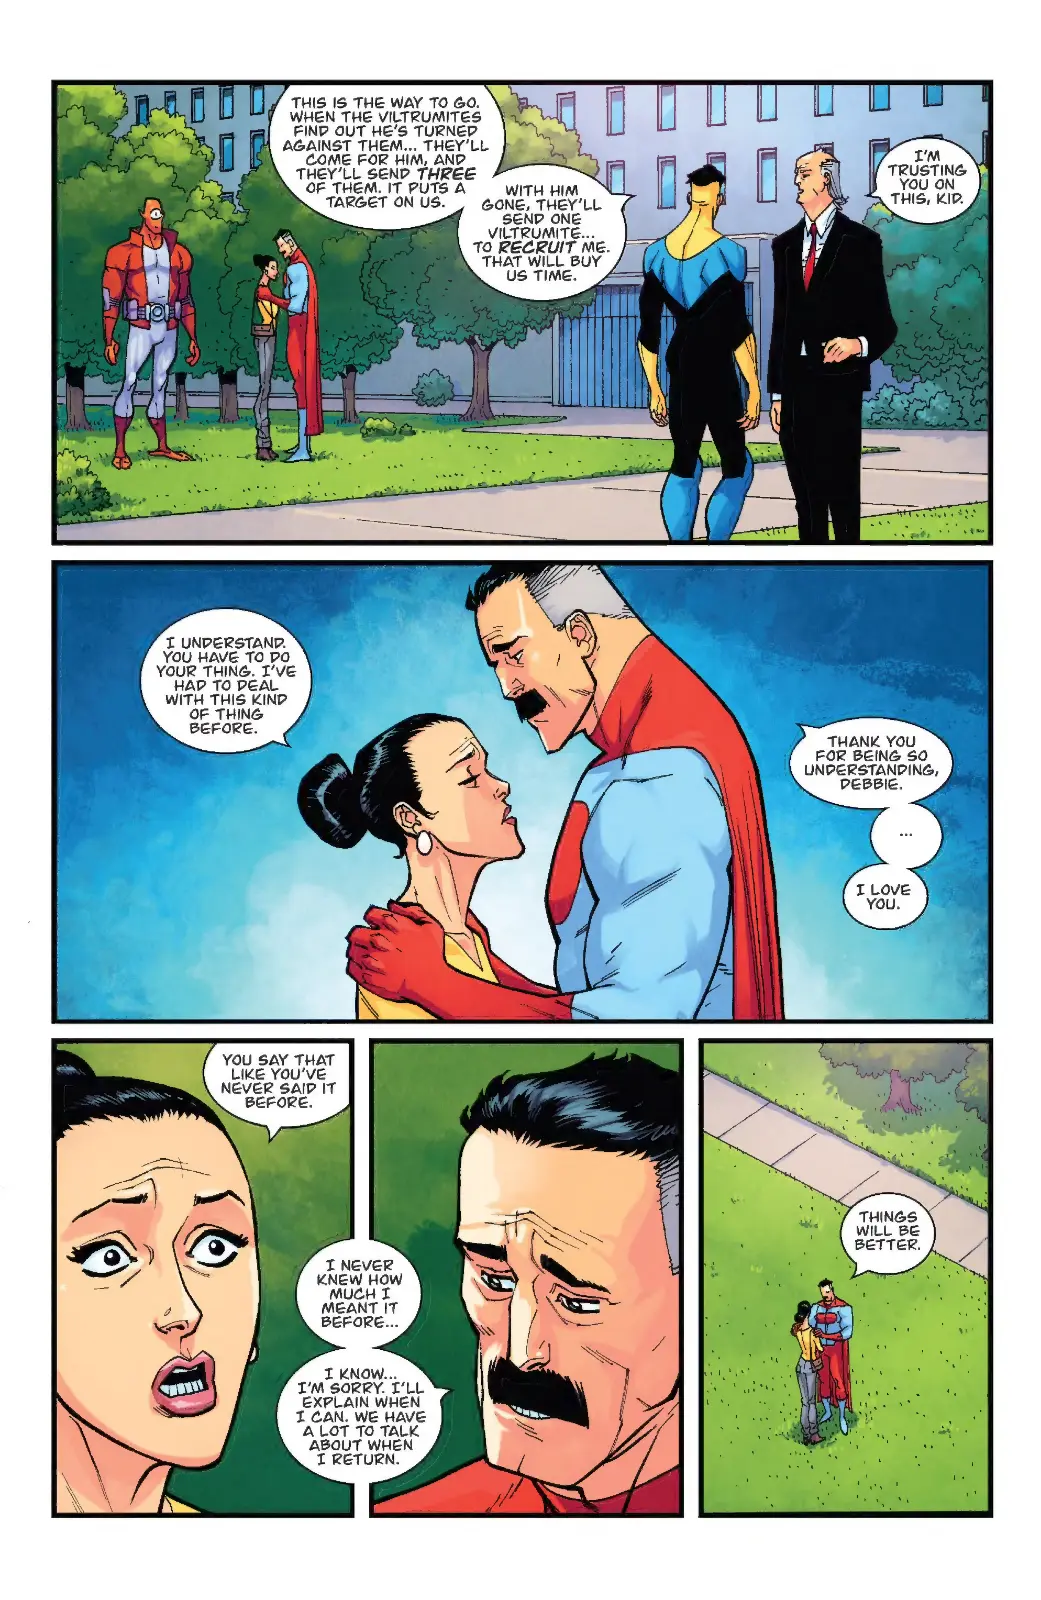 THIS IS THE WAY TO GO.
WHEN THE VILTRUMITES
FIND OUT HE'S TURNED
AGAINST THEM... THEY'LL
COME FOR HIM, AND
THEY'LL SEND THREE
OF THEM. IT PUTS A
TARGET ON US.
WITH HIM
GONE, THEY'LL
SEND ONE
VILTRUMITE...
TO RECRUIT ME.
THAT WILL BUY
US TIME.
I'M
TRUSTING
YOU ON
THIS, KID.
I UNDERSTAND.
YOU HAVE TO DO
YOUR THING. I'VE
HAD TO DEAL
WITH THIS KIND
OF THING
BEFORE.
THANK YOU
FOR BEING SO
UNDERSTANDING,
DEBBIE.
...
I LOVE
YOU.
YOU SAY THAT
LIKE YOU'VE
NEVER SAID IT
BEFORE.
I NEVER
KNEW HOW
MUCH I
MEANT IT
BEFORE...
I KNOW...
I'M SORRY. I'LL
EXPLAIN WHEN
I CAN. WE HAVE
A LOT TO TALK
ABOUT WHEN
I RETURN.
THINGS
WILL BE
BETTER.